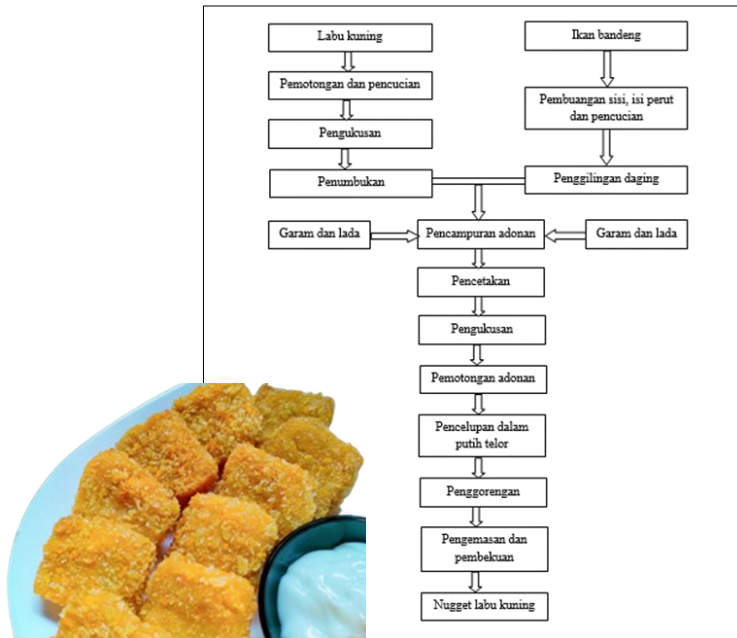 Labu kuning
Pemotongan dan pencucian
Pengukusan
Penumbukan
Ikan bandeng
Pembuangan sisi, isi perut
dan pencucian
Penggilingan daging
Garam dan lada
Pencampuran adonan
Garam dan lada
Pencetakan
Pengukusan
Pemotongan adonan
Pencelupan dalam
putih telor
Penggorengan
Pengemasan dan
pembekuan
Nugget labu kuning